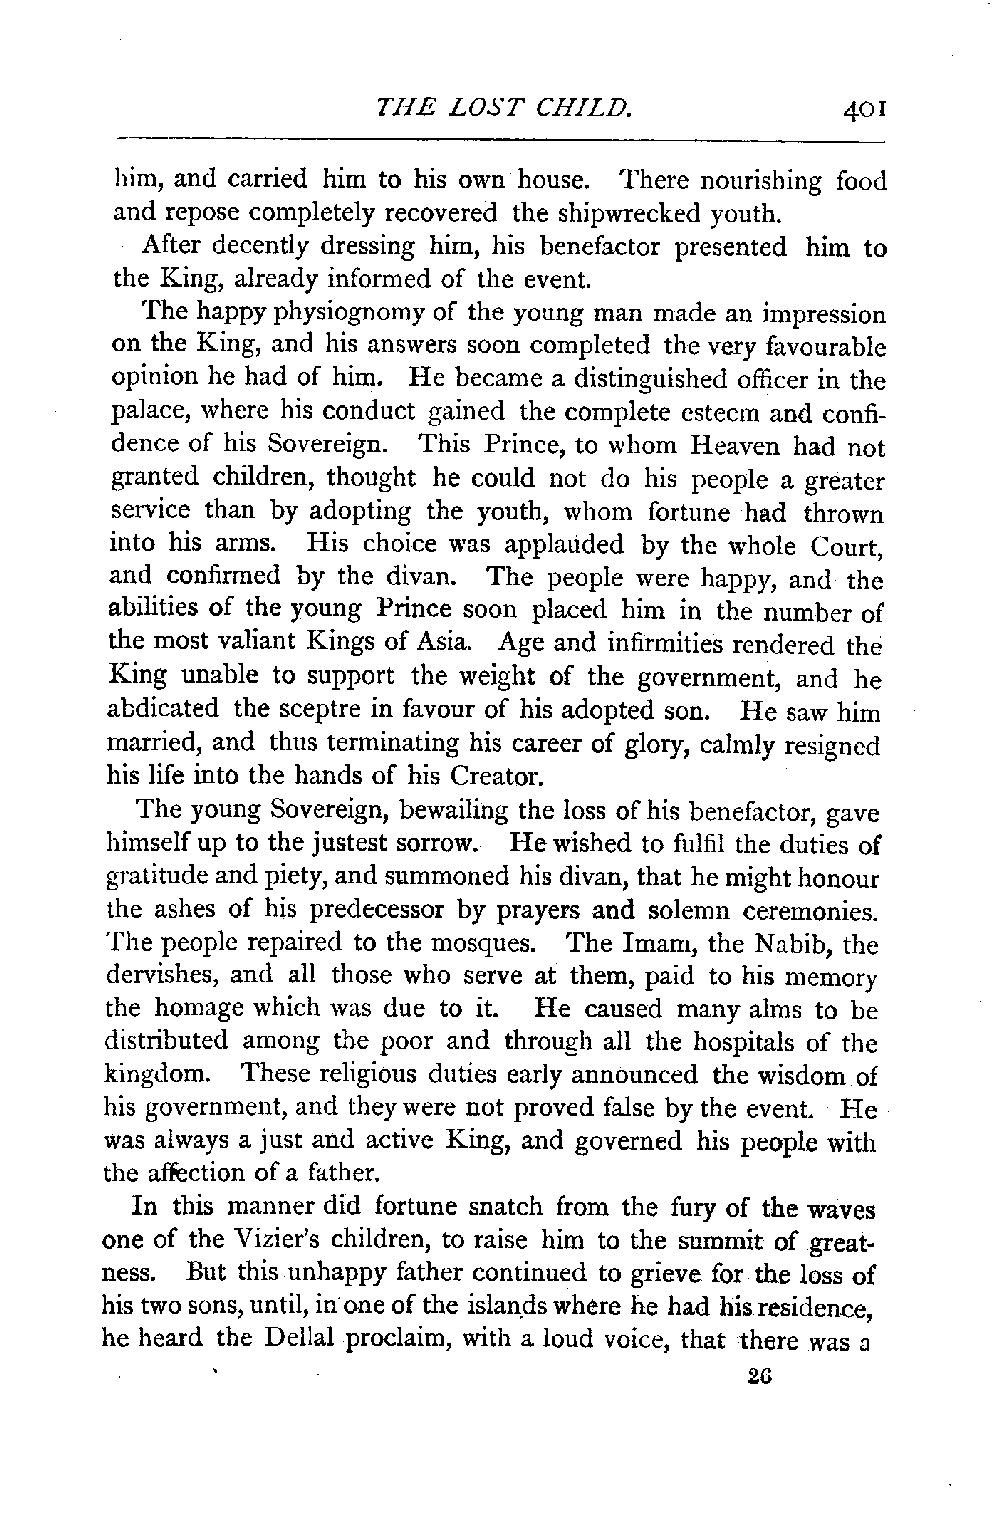 THE LOST CHILD. 401
him, and carried him to his own house. There nourishing food
and repose completely recovered the shipwrecked youth.
After decently dressing him, his benefactor presented him to
the King, already informed of the event.
The happy physiognomy of the young man made an impression
on the King, and his answers soon completed the very favourable
opinion he had of him. He became a distinguished officer in the
palace, where his conduct gained the complete esteem and confi-
dence of his Sovereign. This Prince, to whom Heaven had not
granted children, thought he could not do his people a greater
service than by adopting the youth, whom fortune had thrown
into his arms. His choice was applauded by the whole Court,
and confirmed by the divan. The people were happy, and the
abilities of the young Prince soon placed him in the number of
the most valiant Kings of Asia. Age and infirmities rendered the
King unable to support the weight of the government, and he
abdicated the sceptre in favour of his adopted son. He saw him
married, and thus terminating his career of glory, calmly resigned
his life into the hands of his Creator.
The young Sovereign, bewailing the loss of his benefactor, gave
himself up to the justest sorrow. He wished to fulfil the duties of
gratitude and piety, and summoned his divan, that he might honour
the ashes of his predecessor by prayers and solemn ceremonies.
The people repaired to the mosques. The Imam, the Nabib, the
dervishes, and all those who serve at them, paid to his memory
the homage which was due to it. He caused many alms to be
distributed among the poor and through all the hospitals of the
kingdom. These religious duties early announced the wisdom of
his government, and they were not proved false by the event. He
was always a just and active King, and governed his people with
the affection of a father.
In this manner did fortune snatch from the fury of the waves
one of the Vizier's children, to raise him to the summit of great-
ness. But this unhappy father continued to grieve for the loss of
his two sons, until, in one of the islands where he had his residence,
he heard the Dellal proclaim, with a loud voice, that there was a
26